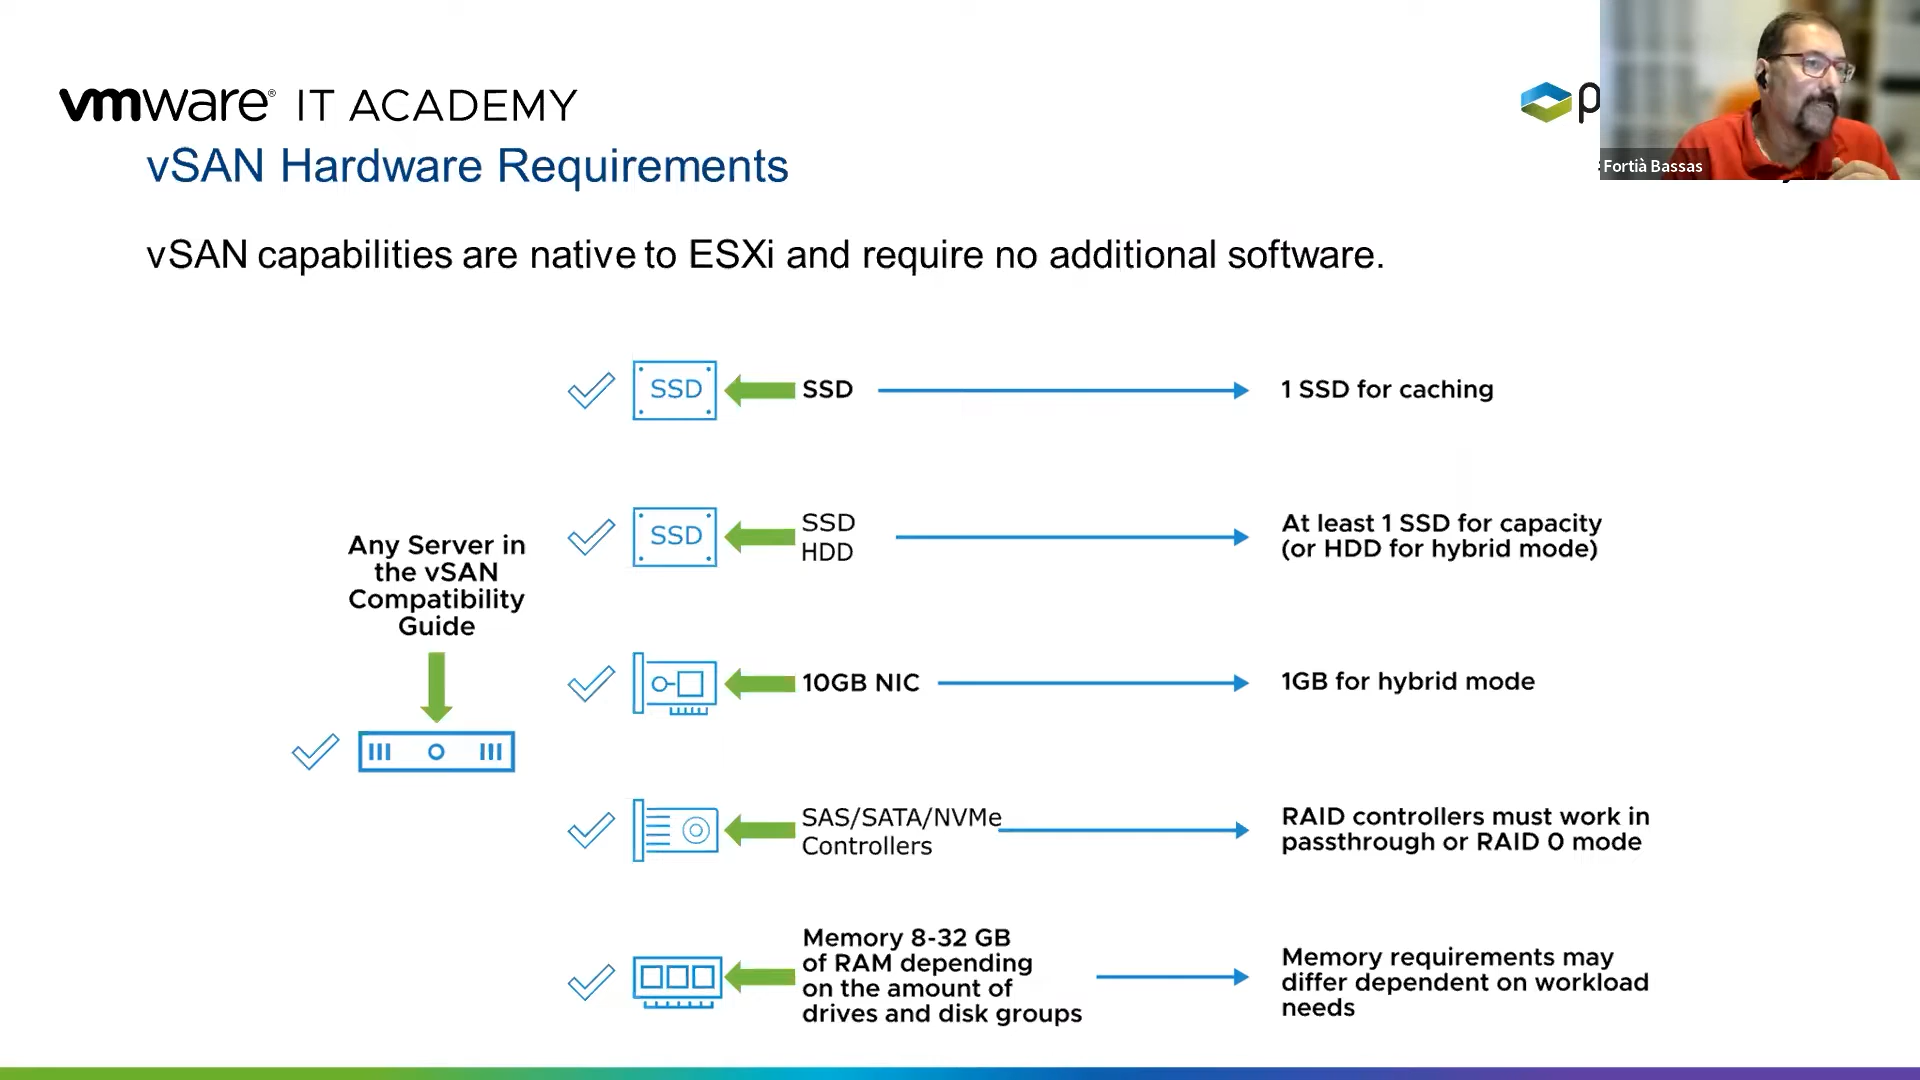 vmware® IT ACADEMY
vSAN Hardware Requirements
Fortià Bassas
vSAN capabilities are native to ESXi and require no additional software.
SSD
SSD
1 SSD for caching
SSD
SSD
HDD
At least 1 SSD for capacity
(or HDD for hybrid mode)
Any Server in
the vSAN
Compatibility
Guide
10GB NIC
1GB for hybrid mode
SAS/SATA/NVMe
Controllers
RAID controllers must work in
passthrough or RAID 0 mode
Memory 8-32 GB
of RAM depending
on the amount of
drives and disk groups
Memory requirements may
differ dependent on workload
needs